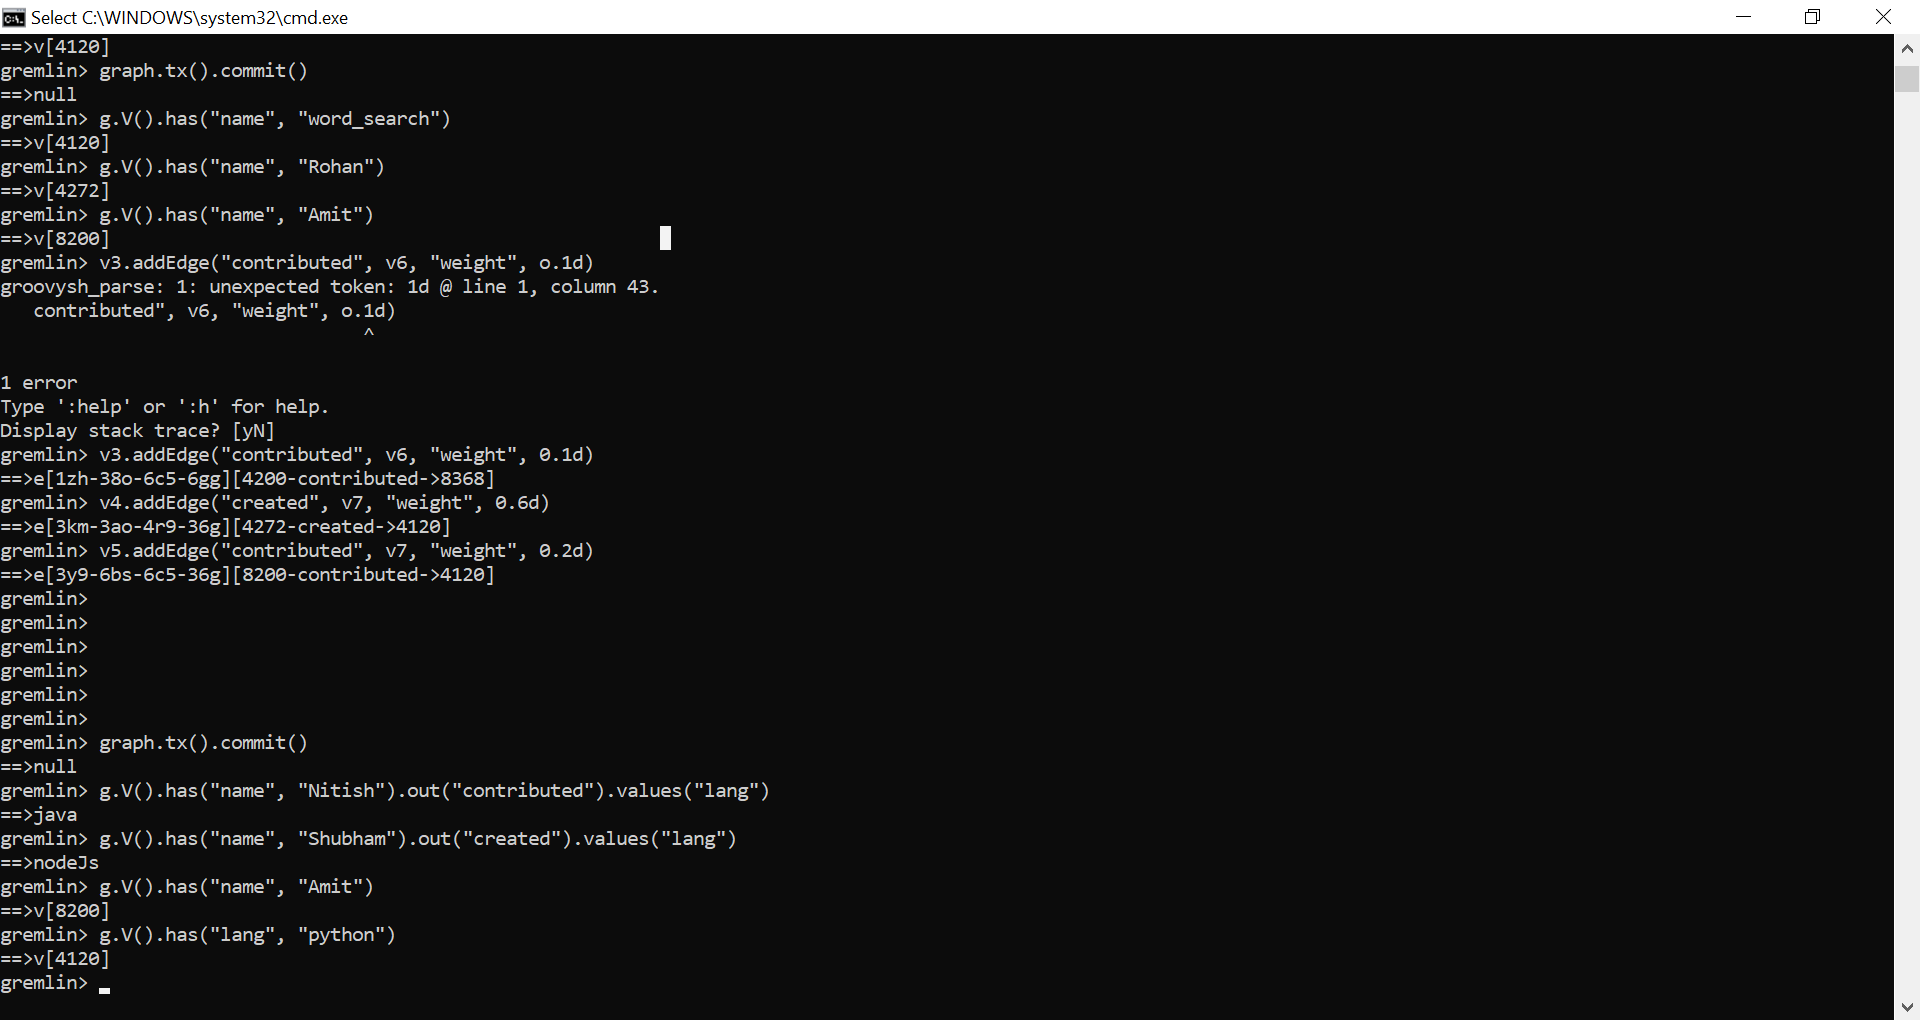 Select C:\WINDOWS\system32\cmd.exe
==>v[4120]
gremlin> graph.tx().commit()
==>null
gremlin> g.V().has("name", "word_search")
==>v[4120]
gremlin> g.V().has("name", "Rohan")
==>v[4272]
gremlin> g.V().has("name", "Amit")
==>v[8200]
gremlin> v3.addEdge("contributed", v6, "weight", o.1d)
groovysh_parse: 1: unexpected token: 1d @ line 1, column 43.
   contributed", v6, "weight", o.1d)
                                 ^
1 error
Type ':help' or ':h' for help.
Display stack trace? [yN]
gremlin> v3.addEdge("contributed", v6, "weight", 0.1d)
==>e[1zh-38o-6c5-6gg][4200-contributed->8368]
gremlin> v4.addEdge("created", v7, "weight", 0.6d)
==>e[3km-3ao-4r9-36g][4272-created->4120]
gremlin> v5.addEdge("contributed", v7, "weight", 0.2d)
==>e[3y9-6bs-6c5-36g][8200-contributed->4120]
gremlin>
gremlin>
gremlin>
gremlin>
gremlin>
gremlin>
gremlin> graph.tx().commit()
==>null
gremlin> g.V().has("name", "Nitish").out("contributed").values("lang")
==>java
gremlin> g.V().has("name", "Shubham").out("created").values("lang")
==>nodeJs
gremlin> g.V().has("name", "Amit")
==>v[8200]
gremlin> g.V().has("lang", "python")
==>v[4120]
gremlin>